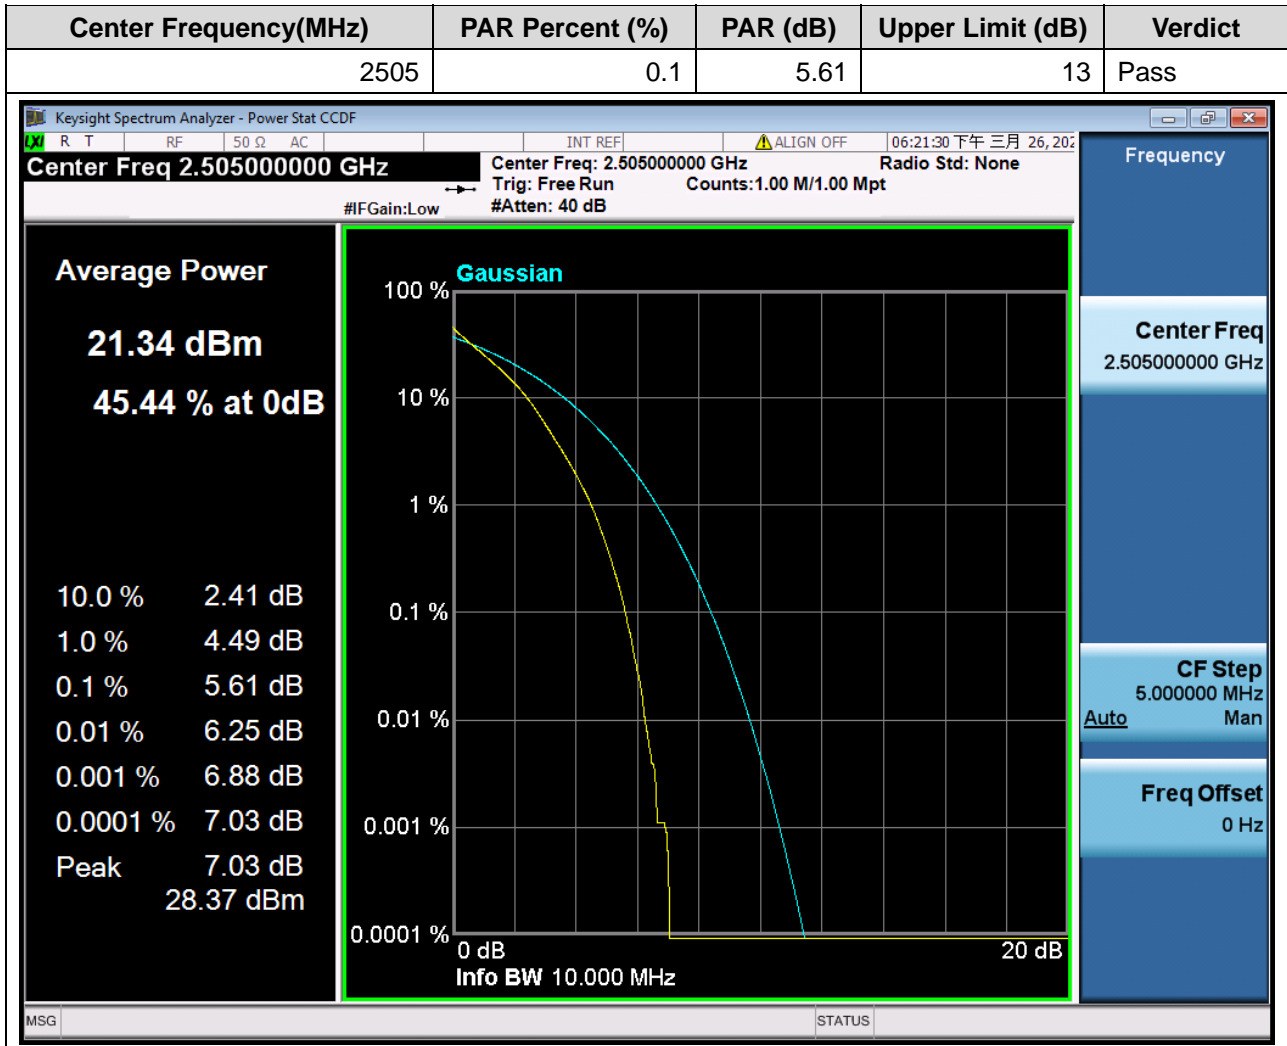 Center Frequency(MHz) PAR Percent (%) PAR (dB) Upper Limit (dB) Verdict
2505 0.1 5.61 13 Pass
Keysight Spectrum Analyzer - Power Stat CCDF
LXI R T RF 50 Ω AC INT REF ALIGN OFF 06:21:30 下午 三月 26, 202
Center Freq 2.505000000 GHz
Center Freq: 2.505000000 GHz Radio Std: None
Trig: Free Run Counts:1.00 M/1.00 Mpt
#IFGain:Low #Atten: 40 dB
Frequency
Average Power
21.34 dBm
45.44 % at 0dB
10.0 % 2.41 dB
1.0 % 4.49 dB
0.1 % 5.61 dB
0.01 % 6.25 dB
0.001 % 6.88 dB
0.0001 % 7.03 dB
Peak 7.03 dB
28.37 dBm
Gaussian
100 %
10 %
1 %
0.1 %
0.01 %
0.001 %
0.0001 %
0 dB 20 dB
Info BW 10.000 MHz
Center Freq
2.505000000 GHz
CF Step
5.000000 MHz
Auto Man
Freq Offset
0 Hz
MSG STATUS